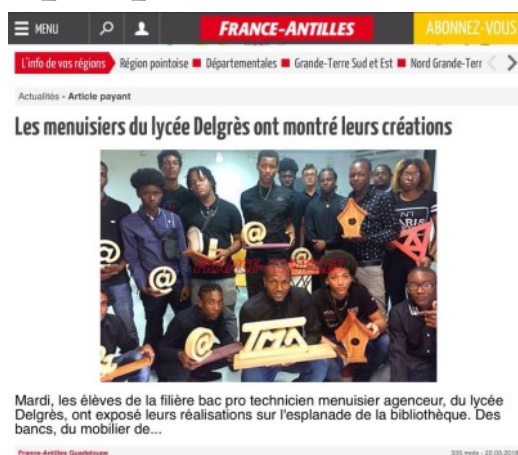 MENU FRANCE-ANTILLES ABONNEZ-VOUS
L'info de vos régions Région pointoise Départementales Grande-Terre Sud et Est Nord Grande-Terr
Actualités - Article payant
Les menuisiers du lycée Delgrès ont montré leurs créations
@
@
@
@
TMA
Mardi, les élèves de la filière bac pro technicien menuisier agenceur, du lycée
Delgrès, ont exposé leurs réalisations sur l'esplanade de la bibliothèque. Des
bancs, du mobilier de...
France-Antilles Guadeloupe 335 mots - 22.03.2018